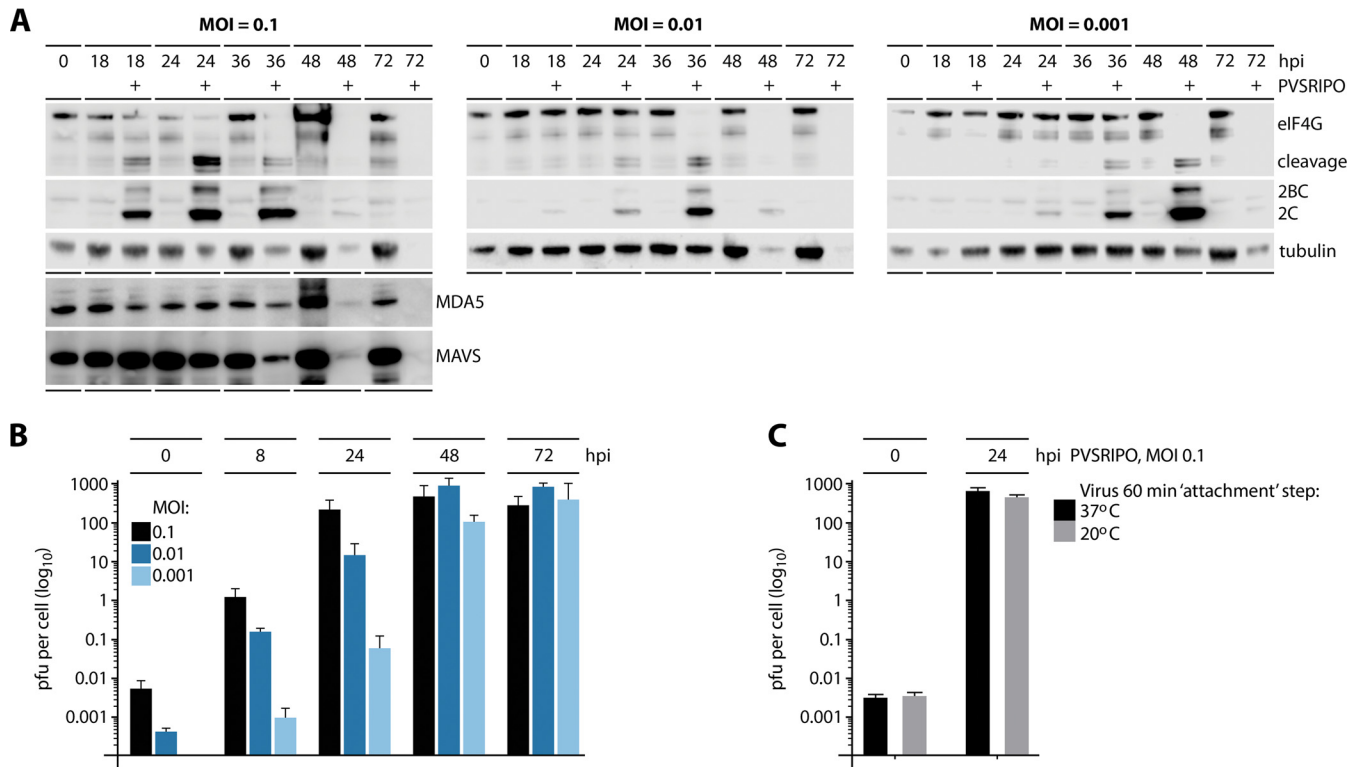 A
MOI = 0.1 MOI = 0.01 MOI = 0.001
0 18 18 24 24 36 36 48 48 72 72 0 18 18 24 24 36 36 48 48 72 72 0 18 18 24 24 36 36 48 48 72 72 hpi
+ + + + + + + + + + + + + + + PVSRIPO
eIF4G
cleavage
2BC
2C
tubulin
MDA5
MAVS
B
0 8 24 48 72 hpi
pfu per cell (log10)
1000
100
10
1
0.1
0.01
0.001
MOI:
0.1
0.01
0.001
C
0 24 hpi PVSRIPO, MOI 0.1
pfu per cell (log10)
1000
100
10
1
0.1
0.01
0.001
Virus 60 min ‘attachment’ step:
37°C
20°C